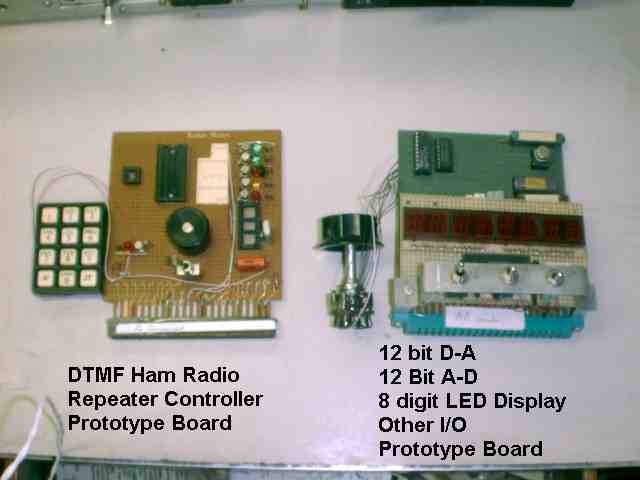 DTMF Ham Radio
Repeater Controller
Prototype Board
12 bit D-A
12 Bit A-D
8 digit LED Display
Other I/O
Prototype Board